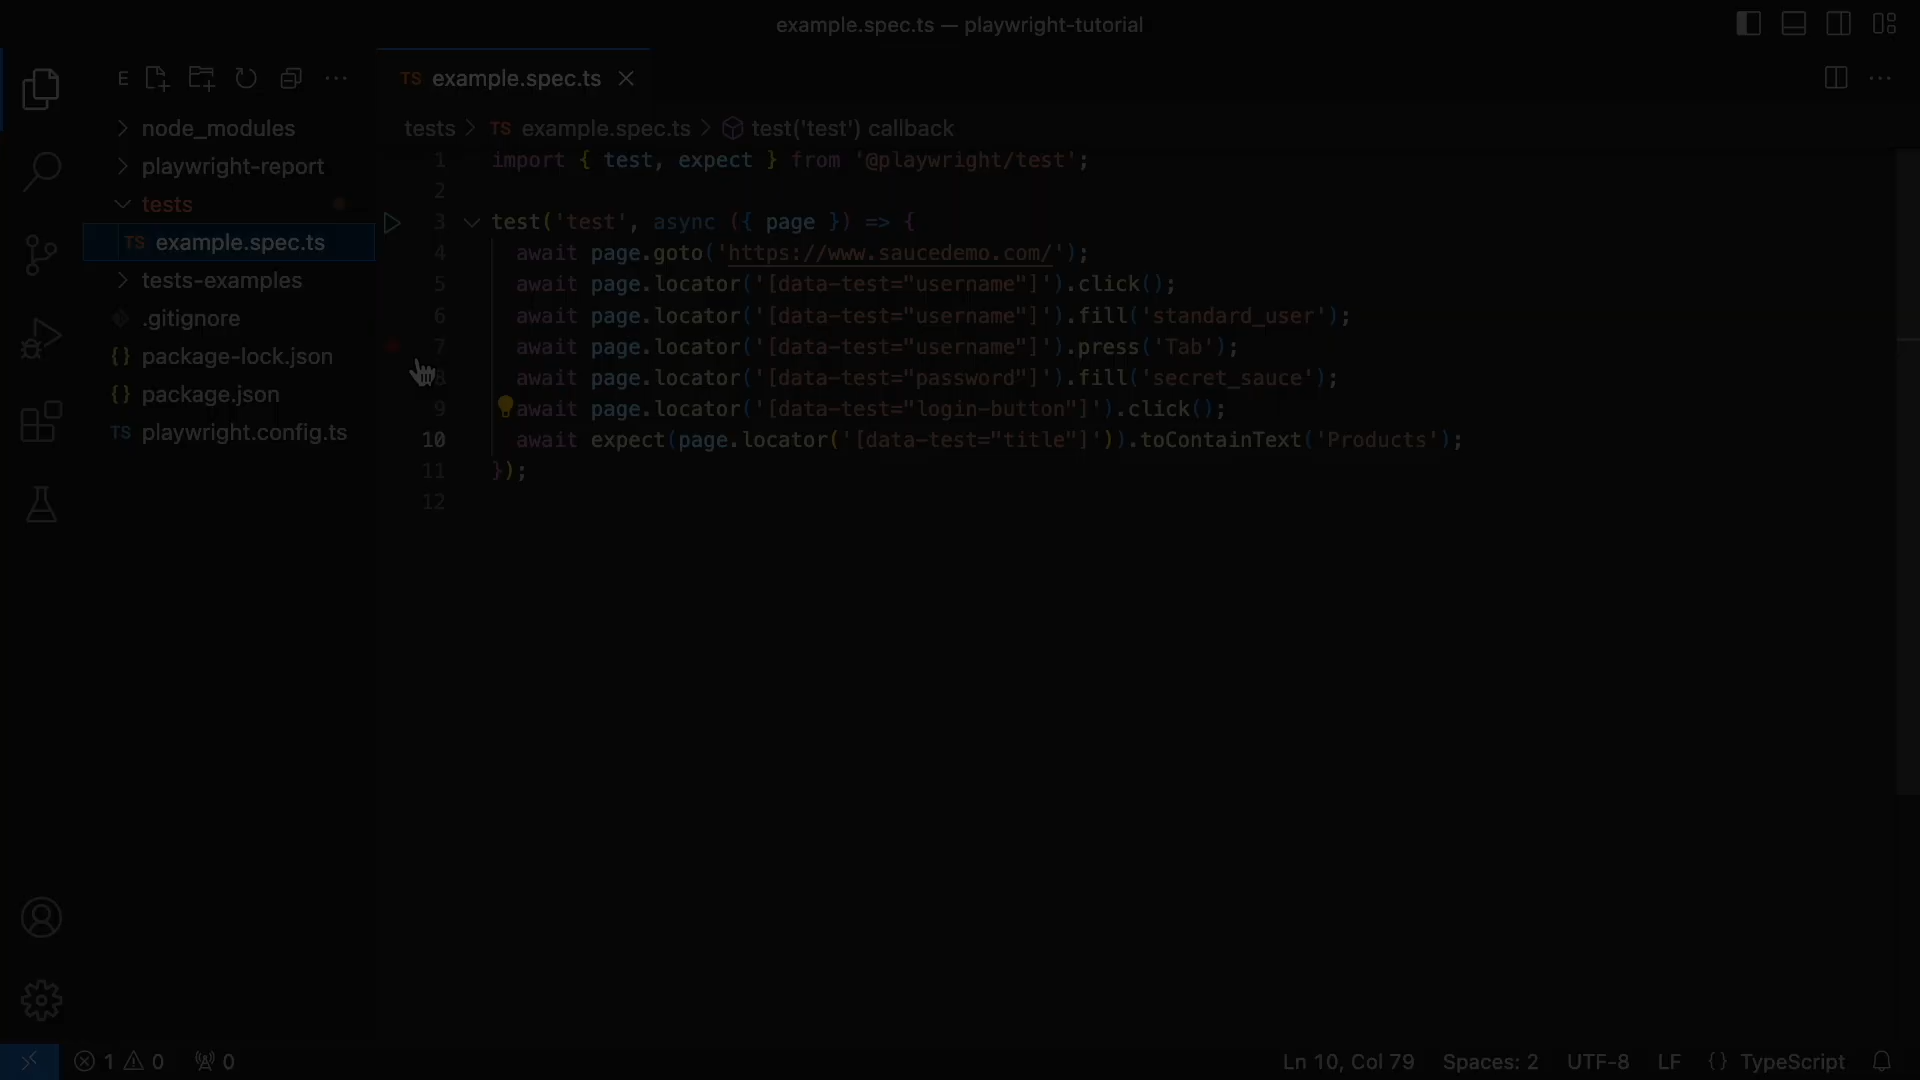 example.spec.ts — playwright-tutorial
E
TS example.spec.ts
node_modules
playwright-report
tests
TS example.spec.ts
tests-examples
.gitignore
{} package-lock.json
{} package.json
TS playwright.config.ts
tests > TS example.spec.ts > test('test') callback
1 import { test, expect } from '@playwright/test';
2
3 test('test', async ({ page }) => {
4 await page.goto('https://www.saucedemo.com/');
5 await page.locator('[data-test="username"]').click();
6 await page.locator('[data-test="username"]').fill('standard_user');
7 await page.locator('[data-test="username"]').press('Tab');
8 await page.locator('[data-test="password"]').fill('secret_sauce');
9 await page.locator('[data-test="login-button"]').click();
10 await expect(page.locator('[data-test="title"]')).toContainText('Products');
11 });
12
1 0 0
Ln 10, Col 79 Spaces: 2 UTF-8 LF {} TypeScript